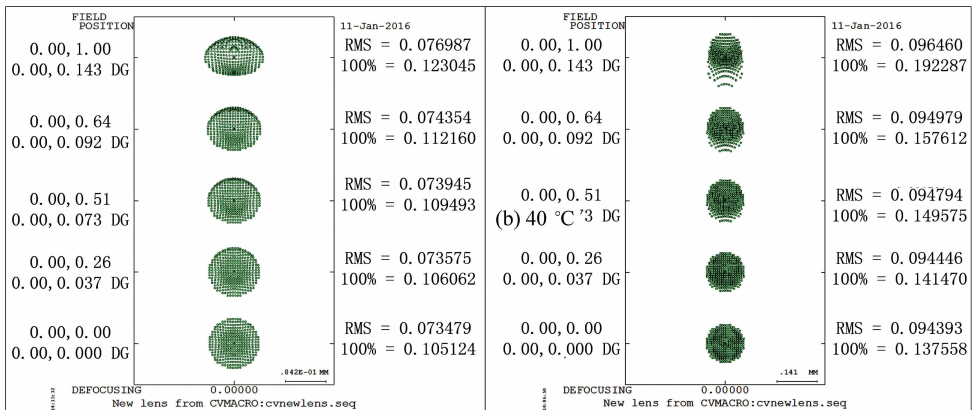 FIELD
POSITION
11-Jan-2016
0.00, 1.00
0.00, 0.143 DG
RMS = 0.076987
100% = 0.123045
0.00, 0.64
0.00, 0.092 DG
RMS = 0.074354
100% = 0.112160
0.00, 0.51
0.00, 0.073 DG
RMS = 0.073945
100% = 0.109493
0.00, 0.26
0.00, 0.037 DG
RMS = 0.073575
100% = 0.106062
0.00, 0.00
0.00, 0.000 DG
RMS = 0.073479
100% = 0.105124
.842E-01 MM
DEFOCUSING 0.00000
New lens from CVMACRO:cvnewlens.seq
FIELD
POSITION
11-Jan-2016
0.00, 1.00
0.00, 0.143 DG
RMS = 0.096460
100% = 0.192287
0.00, 0.64
0.00, 0.092 DG
RMS = 0.094979
100% = 0.157612
0.00, 0.51
(b) 40 °C 73 DG
RMS = 0.094794
100% = 0.149575
0.00, 0.26
0.00, 0.037 DG
RMS = 0.094446
100% = 0.141470
0.00, 0.00
0.00, 0.000 DG
RMS = 0.094393
100% = 0.137558
.141 MM
DEFOCUSING 0.00000
New lens from CVMACRO:cvnewlens.seq